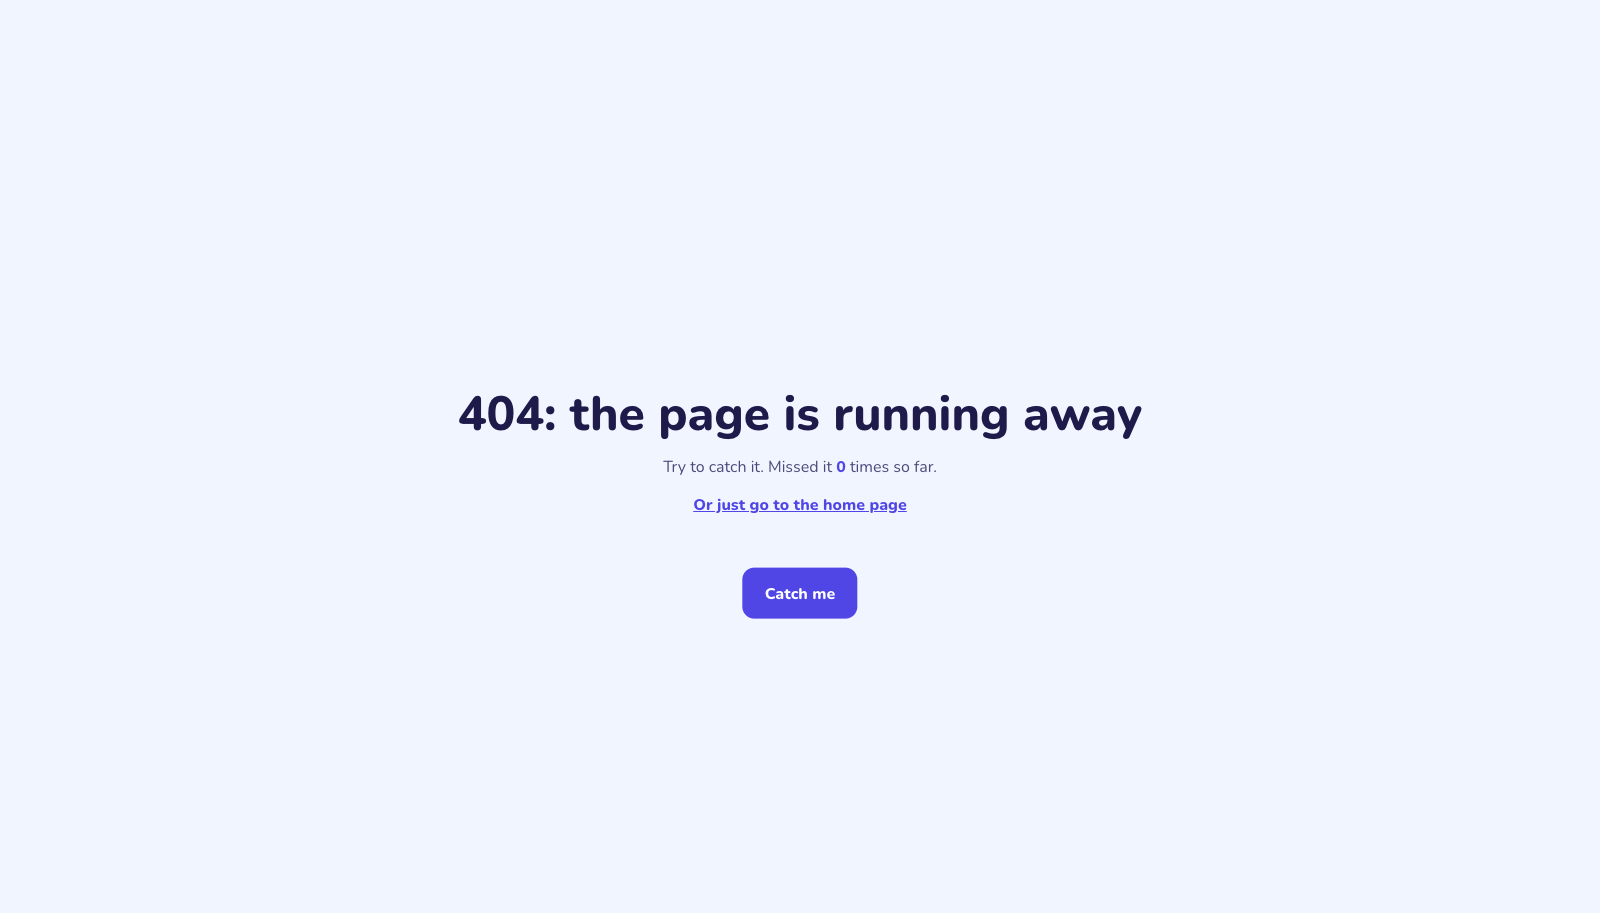 404: the page is running away
Try to catch it. Missed it 0 times so far.
Or just go to the home page
Catch me